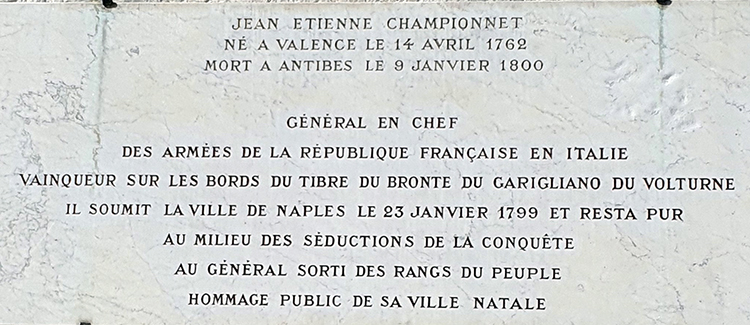 JEAN ETIENNE CHAMPIONNET
NÉ A VALENCE LE 14 AVRIL 1762
MORT A ANTIBES LE 9 JANVIER 1800
GÉNÉRAL EN CHEF
DES ARMÉES DE LA RÉPUBLIQUE FRANÇAISE EN ITALIE
VAINQUEUR SUR LES BORDS DU TIBRE DU BRONTE DU GARIGLIANO DU VOLTURNE
IL SOUMIT LA VILLE DE NAPLES LE 23 JANVIER 1799 ET RESTA PUR
AU MILIEU DES SÉDUCTIONS DE LA CONQUÊTE
AU GÉNÉRAL SORTI DES RANGS DU PEUPLE
HOMMAGE PUBLIC DE SA VILLE NATALE